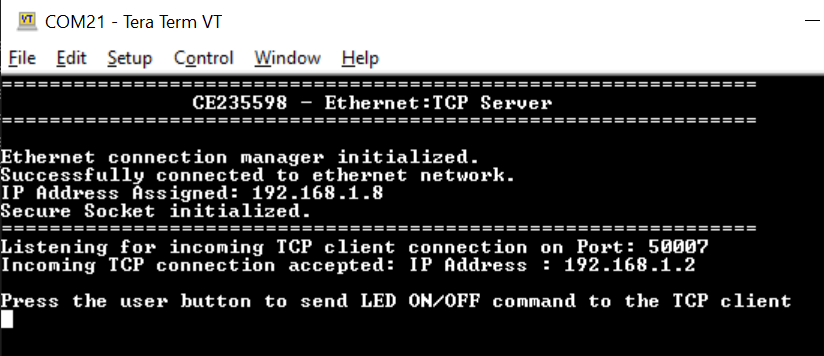 COM21 - Tera Term VT
File Edit Setup Control Window Help
===============================================================
CE235598 - Ethernet:TCP Server
===============================================================
Ethernet connection manager initialized.
Successfully connected to ethernet network.
IP Address Assigned: 192.168.1.8
Secure Socket initialized.
===============================================================
Listening for incoming TCP client connection on Port: 50007
Incoming TCP connection accepted: IP Address : 192.168.1.2
Press the user button to send LED ON/OFF command to the TCP client